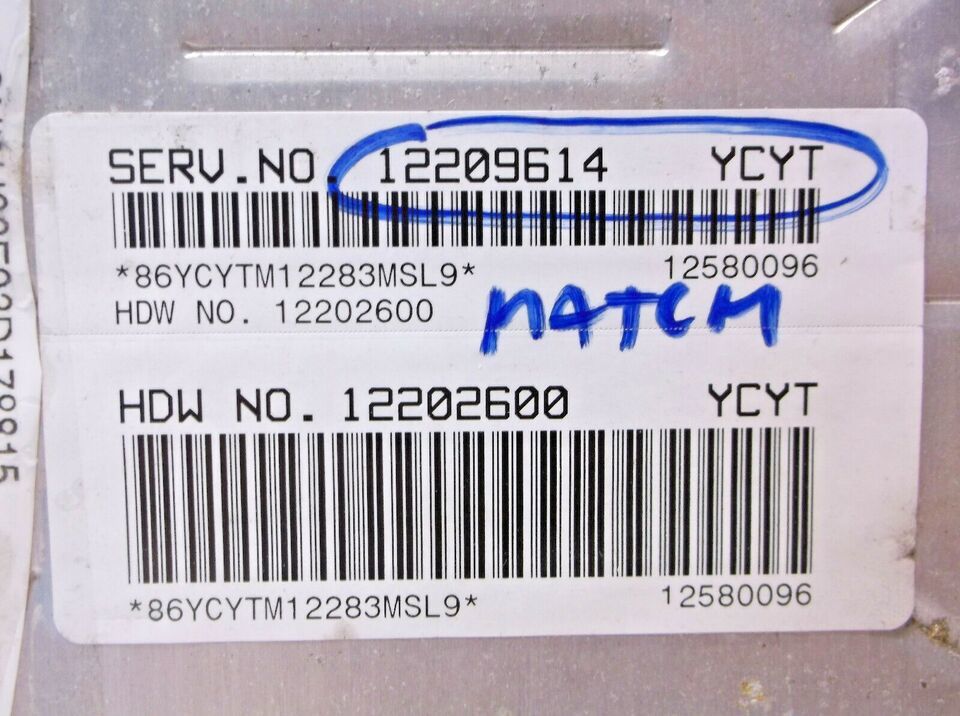 SERV.NO. 12209614 YCYT
*86YCYTM12283MSL9* 12580096
HDW NO. 12202600
MATCH
HDW NO. 12202600 YCYT
*86YCYTM12283MSL9* 12580096